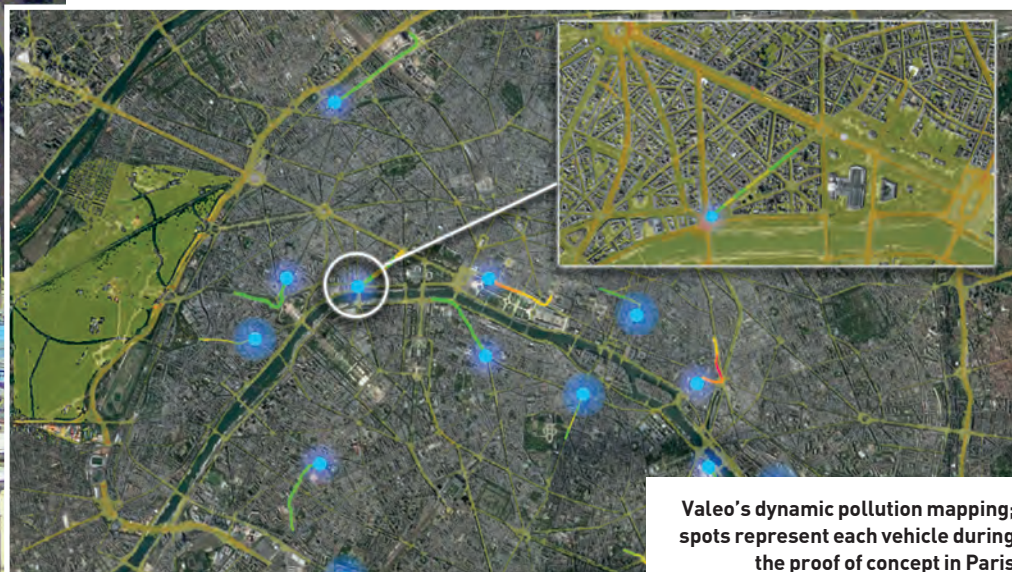 Valeo's dynamic pollution mapping;
spots represent each vehicle during
the proof of concept in Paris